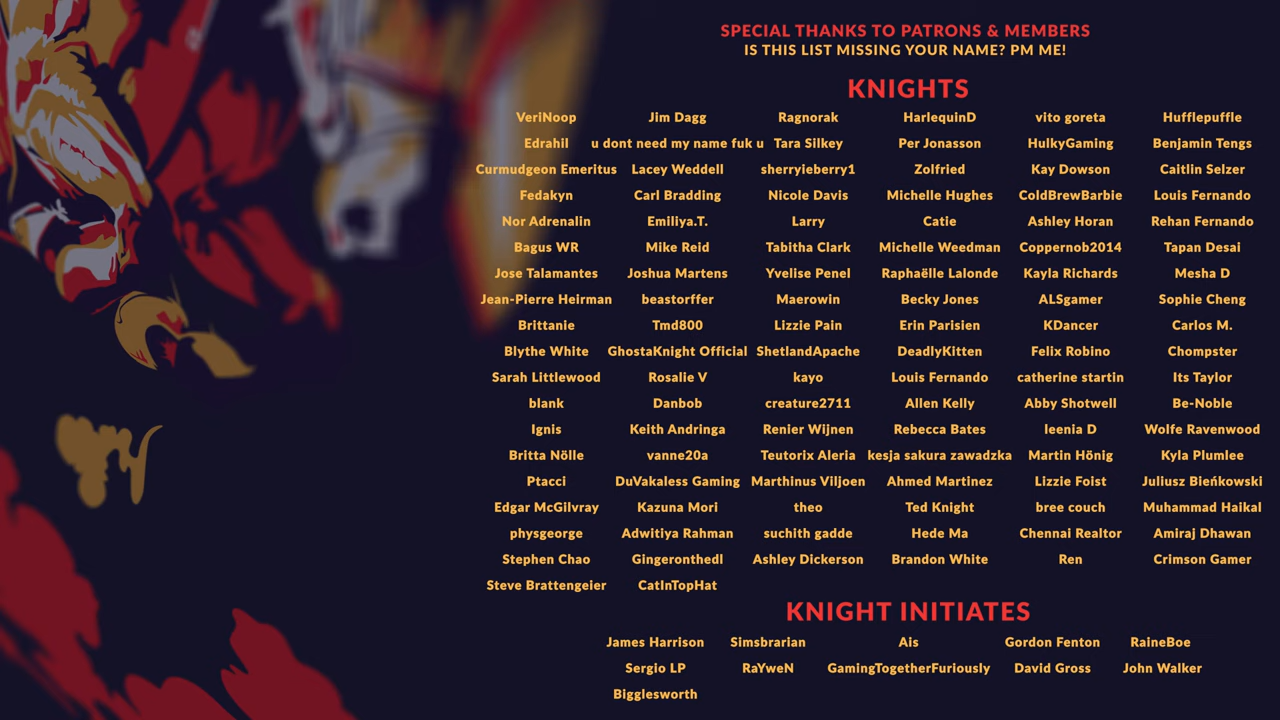 SPECIAL THANKS TO PATRONS & MEMBERS
IS THIS LIST MISSING YOUR NAME? PM ME!
KNIGHTS
VeriNoop Jim Dagg Ragnorak HarlequinD vito goreta Hufflepuffle
Edrahil u dont need my name fuk u Tara Silkey Per Jonasson HulkyGaming Benjamin Tengs
Curmudgeon Emeritus Lacey Weddell sherryieberry1 Zolfried Kay Dowson Caitlin Selzer
Fedakyn Carl Bradding Nicole Davis Michelle Hughes ColdBrewBarbie Louis Fernando
Nor Adrenalin Emiliya.T. Larry Catie Ashley Horan Rehan Fernando
Bagus WR Mike Reid Tabitha Clark Michelle Weedman Coppernob2014 Tapan Desai
Jose Talamantes Joshua Martens Yvelise Penel Raphaëlle Lalonde Kayla Richards Mesha D
Jean-Pierre Heirman beastorffer Maerowin Becky Jones ALSgamer Sophie Cheng
Brittanie Tmd800 Lizzie Pain Erin Parisien KDancer Carlos M.
Blythe White GhostaKnight Official ShetlandApache DeadlyKitten Felix Robino Chompster
Sarah Littlewood Rosalie V kayo Louis Fernando catherine startin Its Taylor
blank Danbob creature2711 Allen Kelly Abby Shotwell Be-Noble
Ignis Keith Andringa Renier Wijnen Rebecca Bates leenia D Wolfe Ravenwood
Britta Nölle vanne20a Teutorix Aleria kesja sakura zawadzka Martin Hönig Kyla Plumlee
Ptacci DuVakaless Gaming Marthinus Viljoen Ahmed Martinez Lizzie Foist Juliusz Bieńkowski
Edgar McGilvray Kazuna Mori theo Ted Knight bree couch Muhammad Haikal
physgeorge Adwitiya Rahman suchith gadde Hede Ma Chennai Realtor Amiraj Dhawan
Stephen Chao Gingeronthedl Ashley Dickerson Brandon White Ren Crimson Gamer
Steve Brattengeier CatInTopHat
KNIGHT INITIATES
James Harrison Simsbrarian Ais Gordon Fenton RaineBoe
Sergio LP RaYweN GamingTogetherFuriously David Gross John Walker
Bigglesworth